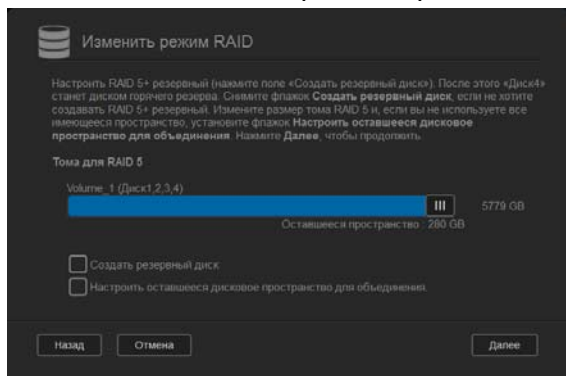 Изменить режим RAID
Настроить RAID 5+ резервный (нажмите поле «Создать резервный диск»). После этого «Диск4»
станет диском горячего резерва. Снимите флажок Создать резервный диск, если не хотите
создавать RAID 5+ резервный. Измените размер тома RAID 5 и, если вы не используете все
имеющееся пространство, установите флажок Настроить оставшееся дисковое
пространство для объединения. Нажмите Далее, чтобы продолжить.
Тома для RAID 5
Volume_1 (Диск1,2,3,4)
5779 GB
Оставшееся пространство : 280 GB
Создать резервный диск
Настроить оставшееся дисковое пространство для объединения.
Назад Отмена Далее